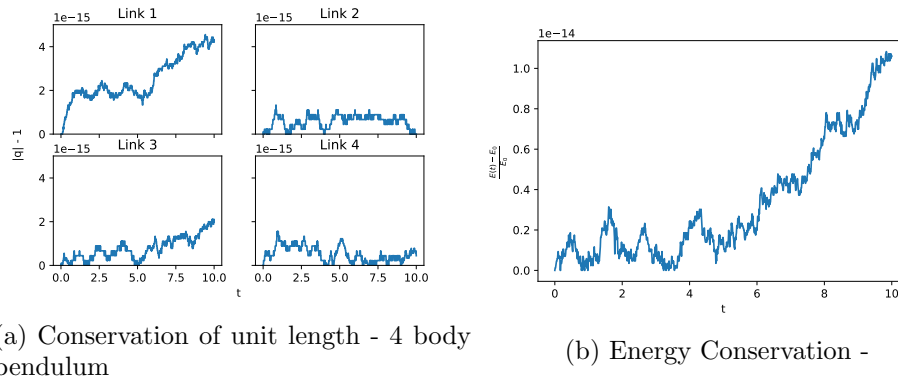 1e−15 Link 1 Link 2
4
2
0
|q| - 1
Link 3 1e−15 Link 4 1e−15
4
2
0
0.0 2.5 5.0 7.5 10.0 0.0 2.5 5.0 7.5 10.0
t
(a) Conservation of unit length - 4 body
pendulum
1e−14
1.0
0.8
0.6
0.4
0.2
0.0
E(t) − E₀
E₀
0 2 4 6 8 10
t
(b) Energy Conservation -